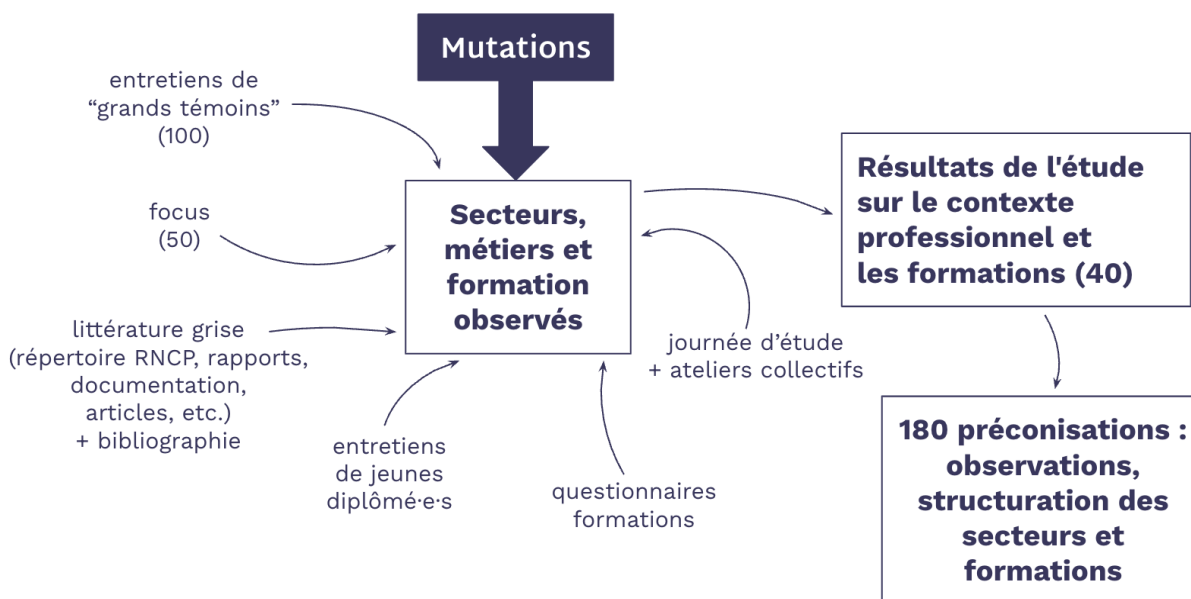 Mutations
entretiens de
“grands témoins”
(100)
focus
(50)
littérature grise
(répertoire RNCP, rapports,
documentation,
articles, etc.)
+ bibliographie
entretiens
de jeunes
diplômé·e·s
questionnaires
formations
journée d’étude
+ ateliers collectifs
Secteurs,
métiers et
formation
observés
Résultats de l'étude
sur le contexte
professionnel et
les formations (40)
180 préconisations :
observations,
structuration des
secteurs et
formations